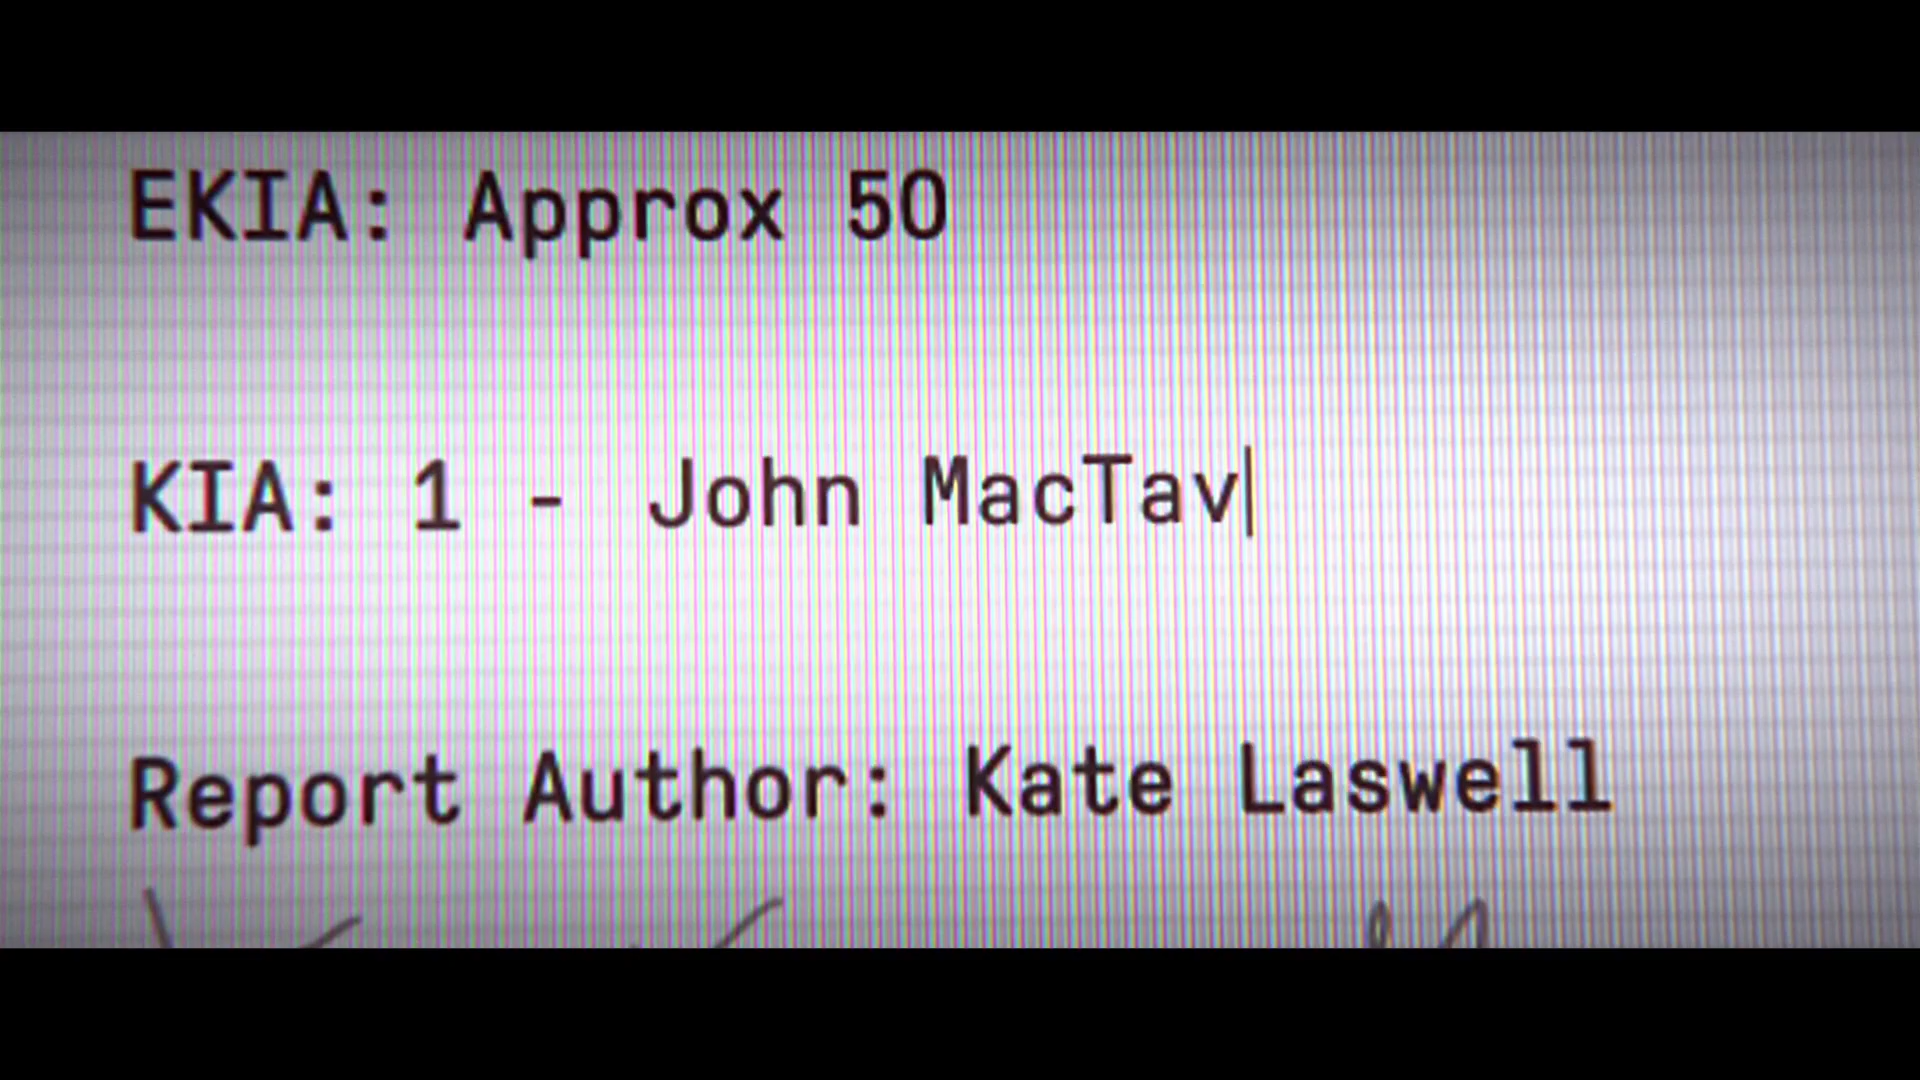 EKIA: Approx 50
KIA: 1 - John MacTav
Report Author: Kate Laswell